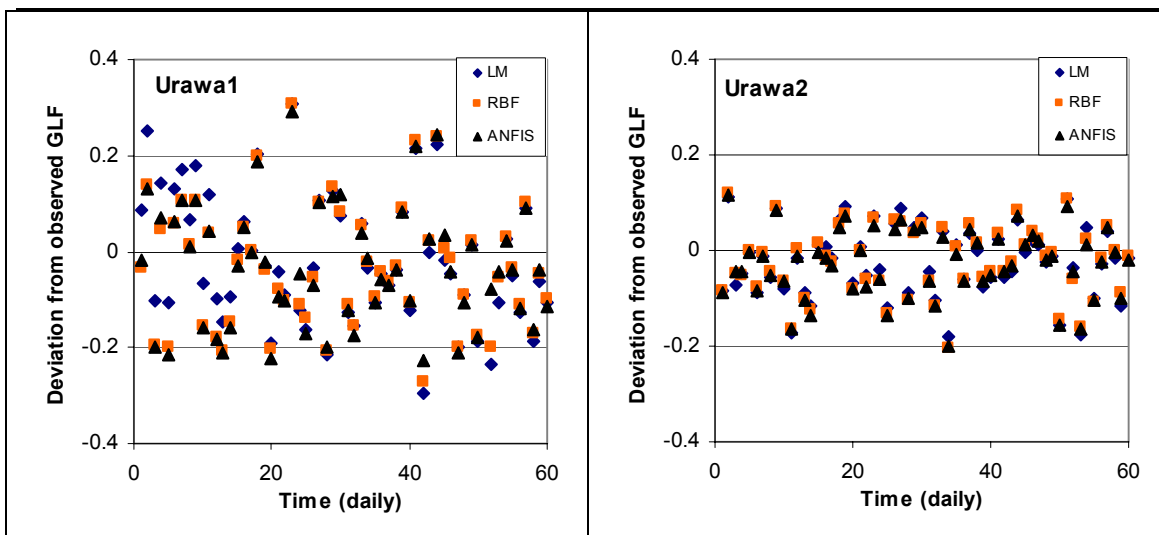 Urawa1
LM
RBF
ANFIS
Deviation from observed GLF
0.4
0.2
0
-0.2
-0.4
0
20
40
60
Time (daily)
Urawa2
LM
RBF
ANFIS
Deviation from observed GLF
0.4
0.2
0
-0.2
-0.4
0
20
40
60
Time (daily)